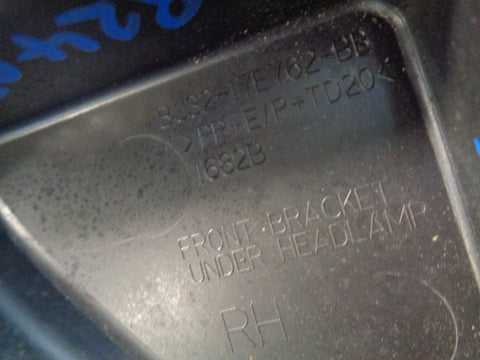 BJ32-17E762-BB
>PP+E/P+TD20<
1682B
FRONT BRACKET
UNDER HEADLAMP
RH